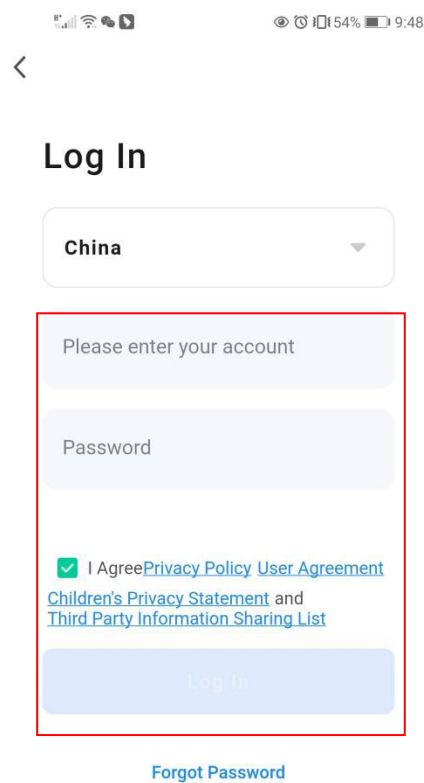 54% 9:48
Log In
China
Please enter your account
Password
I AgreePrivacy Policy User Agreement
Children's Privacy Statement and
Third Party Information Sharing List
Log In
Forgot Password